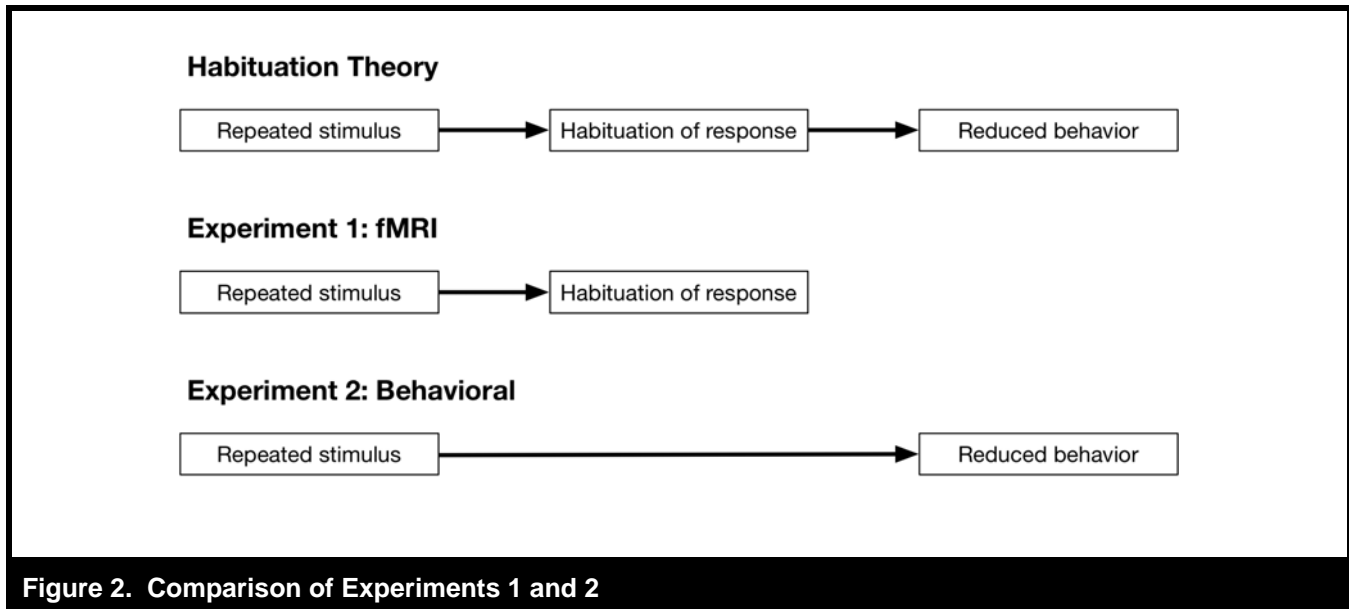 Habituation Theory
Repeated stimulus
Habituation of response
Reduced behavior
Experiment 1: fMRI
Repeated stimulus
Habituation of response
Experiment 2: Behavioral
Repeated stimulus
Reduced behavior
Figure 2. Comparison of Experiments 1 and 2